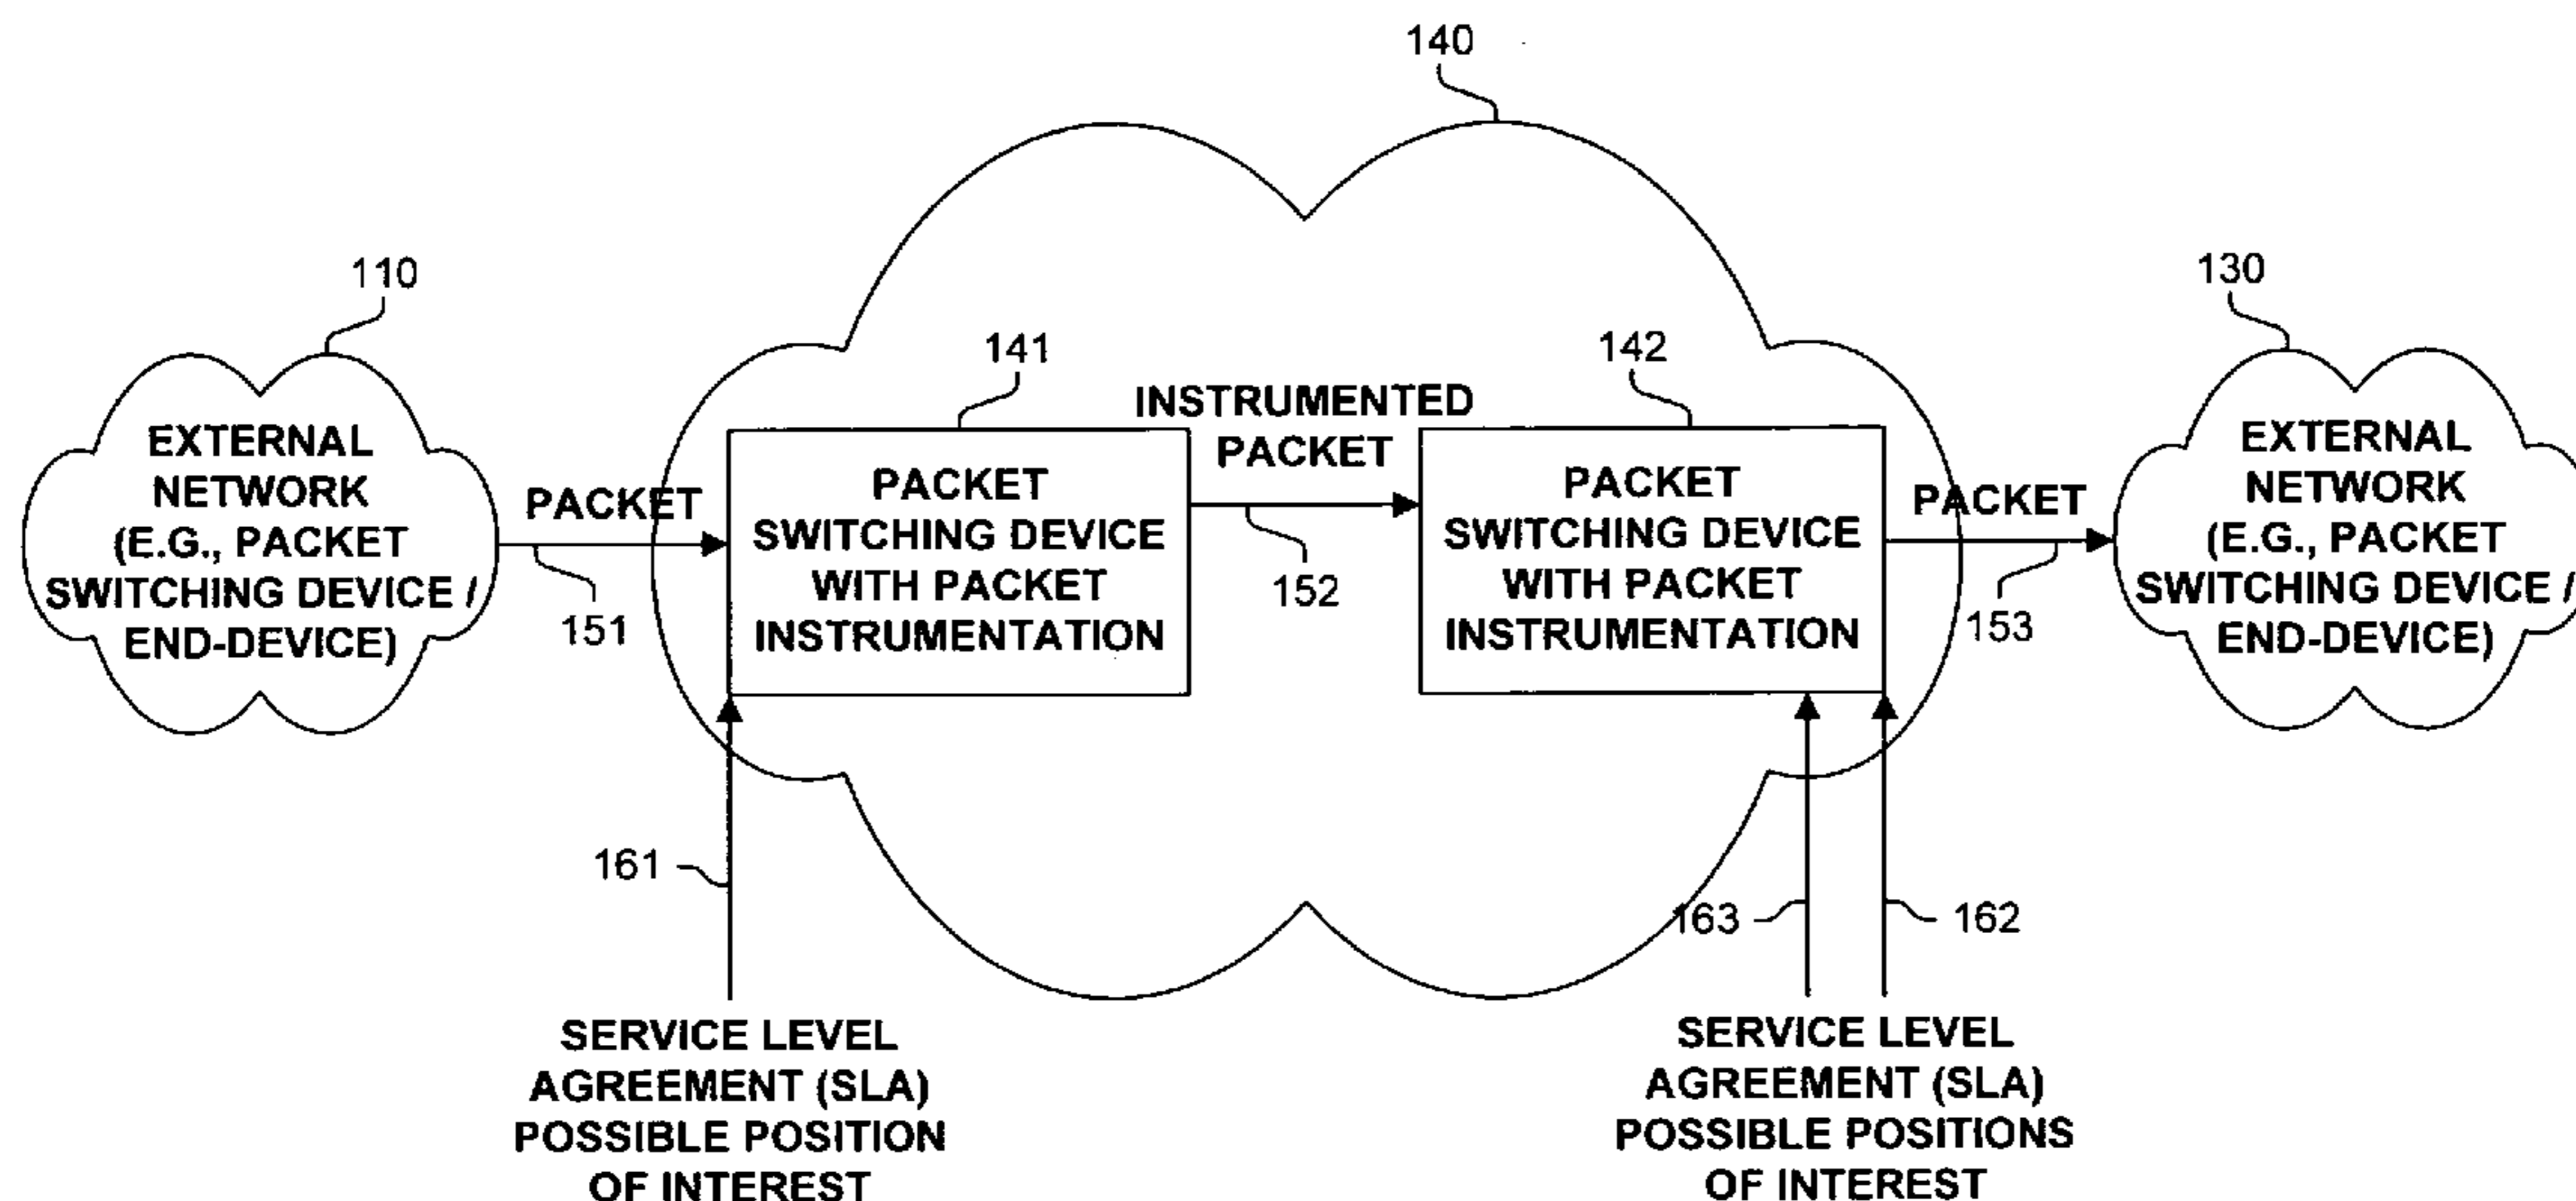 140
110
130
141
142
EXTERNAL
NETWORK
(E.G., PACKET
SWITCHING DEVICE /
END-DEVICE)
PACKET
151
PACKET
SWITCHING DEVICE
WITH PACKET
INSTRUMENTATION
INSTRUMENTED
PACKET
152
PACKET
SWITCHING DEVICE
WITH PACKET
INSTRUMENTATION
PACKET
153
EXTERNAL
NETWORK
(E.G., PACKET
SWITCHING DEVICE /
END-DEVICE)
161
163
162
SERVICE LEVEL
AGREEMENT (SLA)
POSSIBLE POSITION
OF INTEREST
SERVICE LEVEL
AGREEMENT (SLA)
POSSIBLE POSITIONS
OF INTEREST